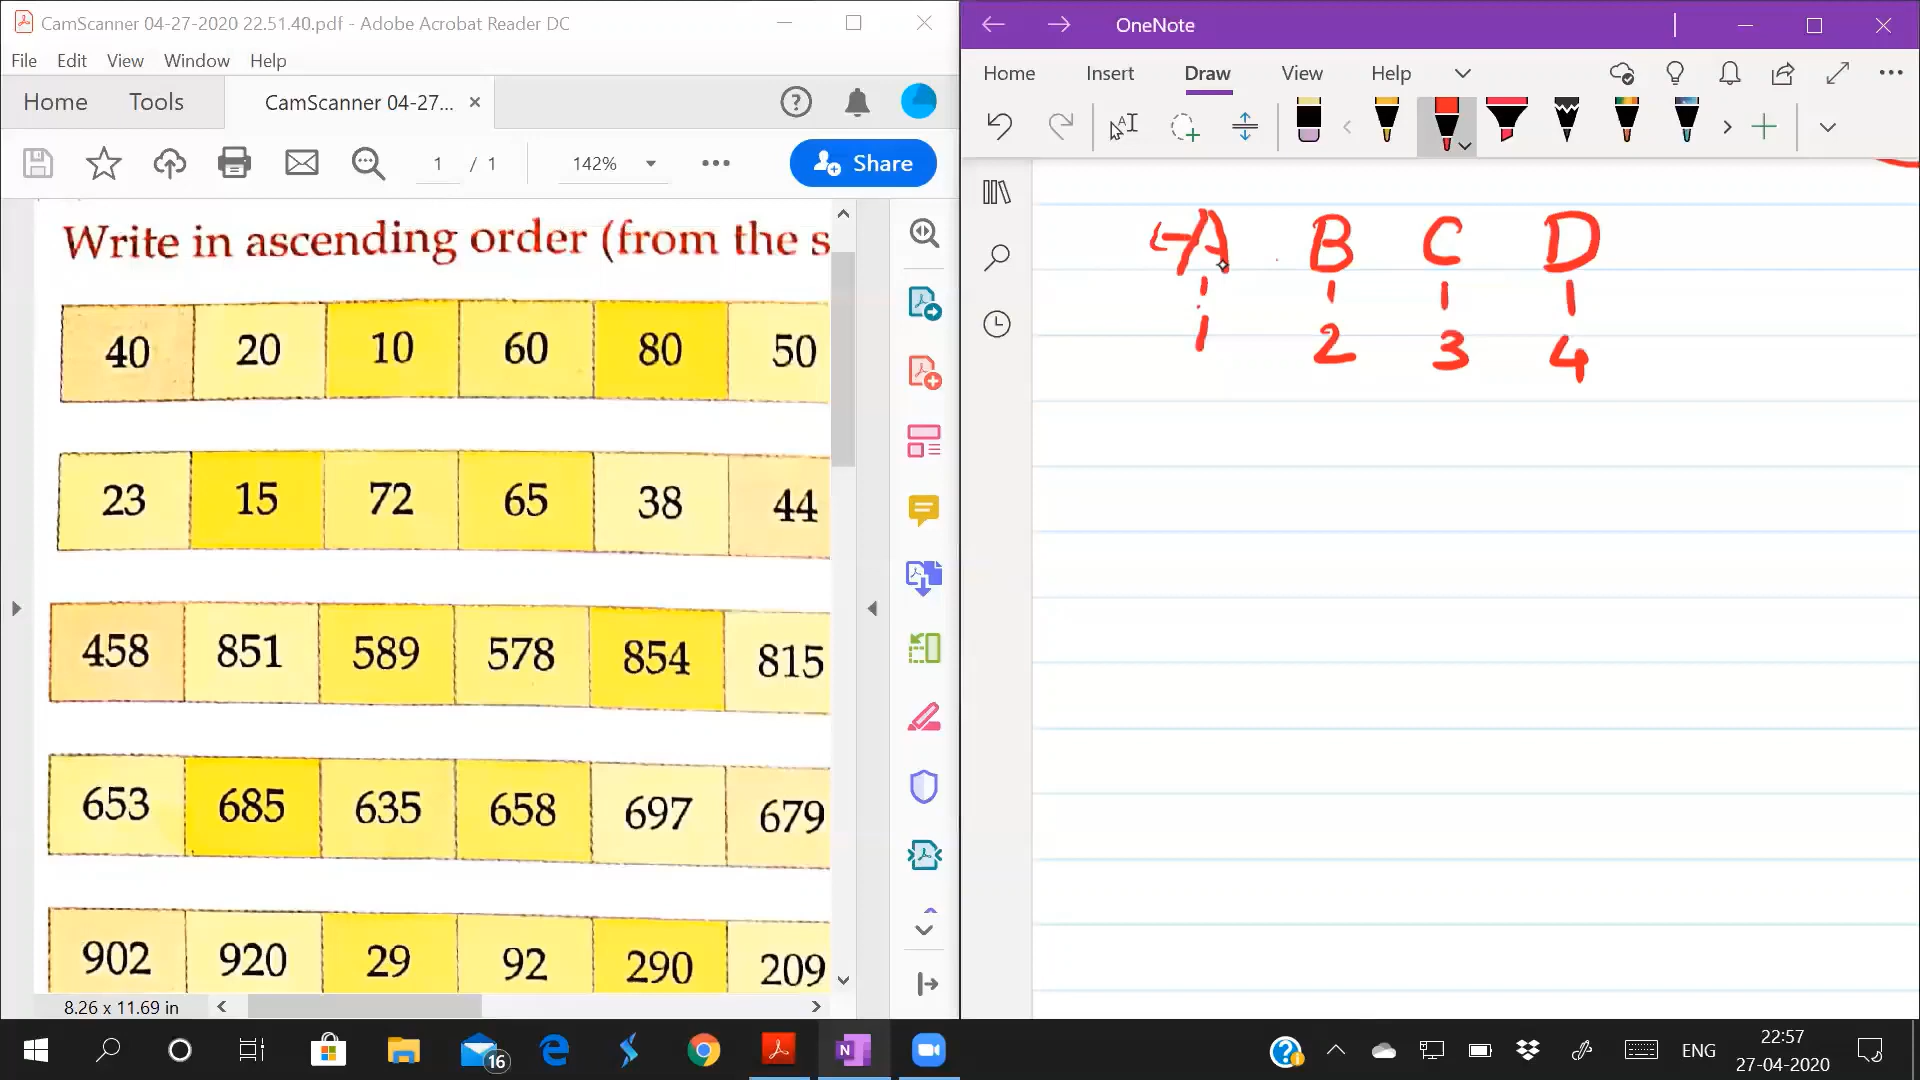 CamScanner 04-27-2020 22.51.40.pdf - Adobe Acrobat Reader DC
File Edit View Window Help
Home Tools CamScanner 04-27... ×
1 / 1 142% Share
Write in ascending order (from the s
40 20 10 60 80 50
23 15 72 65 38 44
458 851 589 578 854 815
653 685 635 658 697 679
902 920 29 92 290 209
8.26 x 11.69 in
OneNote
Home Insert Draw View Help
A B C D
1 2 3 4
16
ENG
22:57
27-04-2020